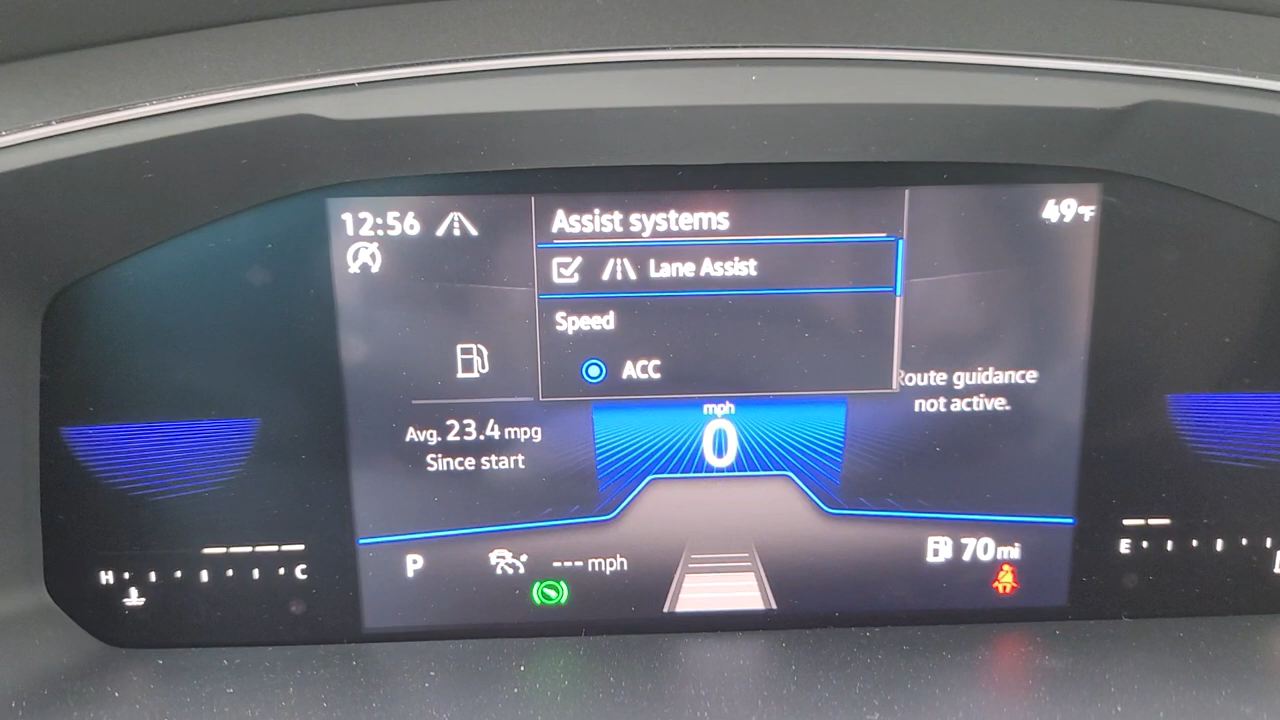 12:56
49°F
Assist systems
Lane Assist
Speed
ACC
Route guidance
not active.
mph
0
Avg. 23.4 mpg
Since start
P
--- mph
70 mi
H
C
E